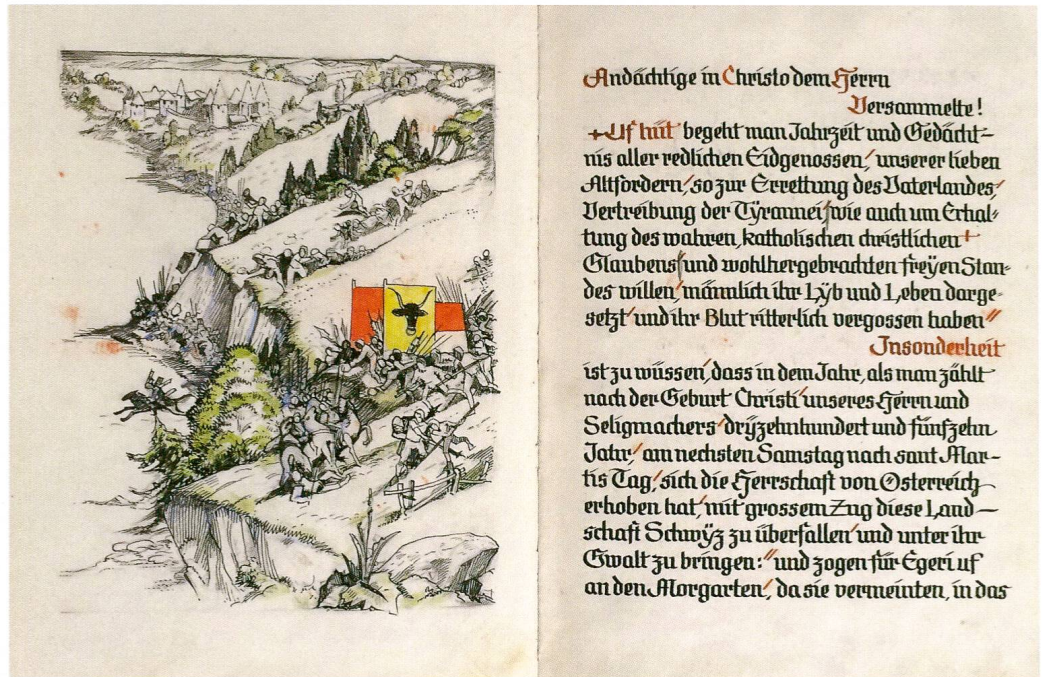 Andächtige in Christo dem Herrn
Versammelte!
+Uf hüt begeht man Jahrzeit und Gedächt-
nis aller redlichen Eidgenossen, unserer lieben
Altfordern, so zur Errettung des Vaterlandes,
Vertreibung der Tÿrannei, wie auch um Erhal-
tung des wahren, katholischen christlichen+
Glaubens, und wohlhergebrachten freÿen Stan-
des willen, männlich ihr Lÿb und Leben darge-
setzt und ihr Blut ritterlich vergossen haben"
Insonderheit
ist zu wüssen, dass in dem Jahr, als man zählt
nach der Geburt Christi unseres Herrn und
Seligmachers drÿzehnhundert und fünfzehn
Jahr, am nechsten Samstag nach sant Mar-
tis Tag, sich die Herrschaft von Osterreich
erhoben hat, mit grossem Zug diese Land-
schaft Schwÿz zu überfallen und unter ihr
Gwalt zu bringen:" und zogen für Egeri uf
an den Morgarten, da sie vermeinten, in das